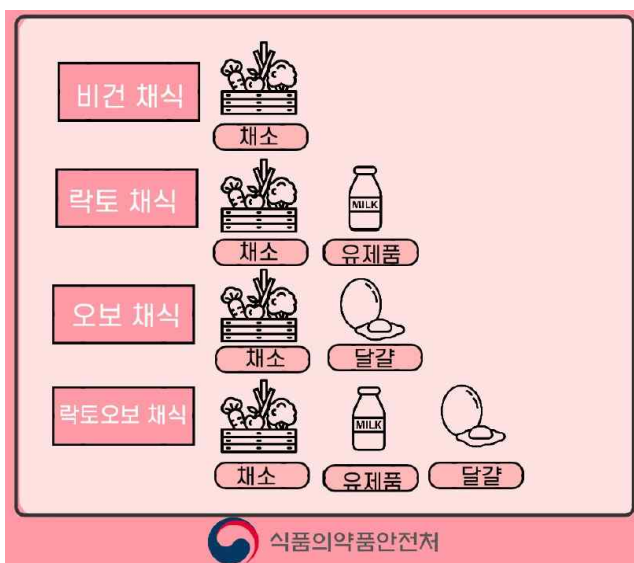 비건 채식
채소
락토 채식
MILK
채소 유제품
오보 채식
채소 달걀
락토오보 채식
MILK
채소 유제품 달걀
식품의약품안전처